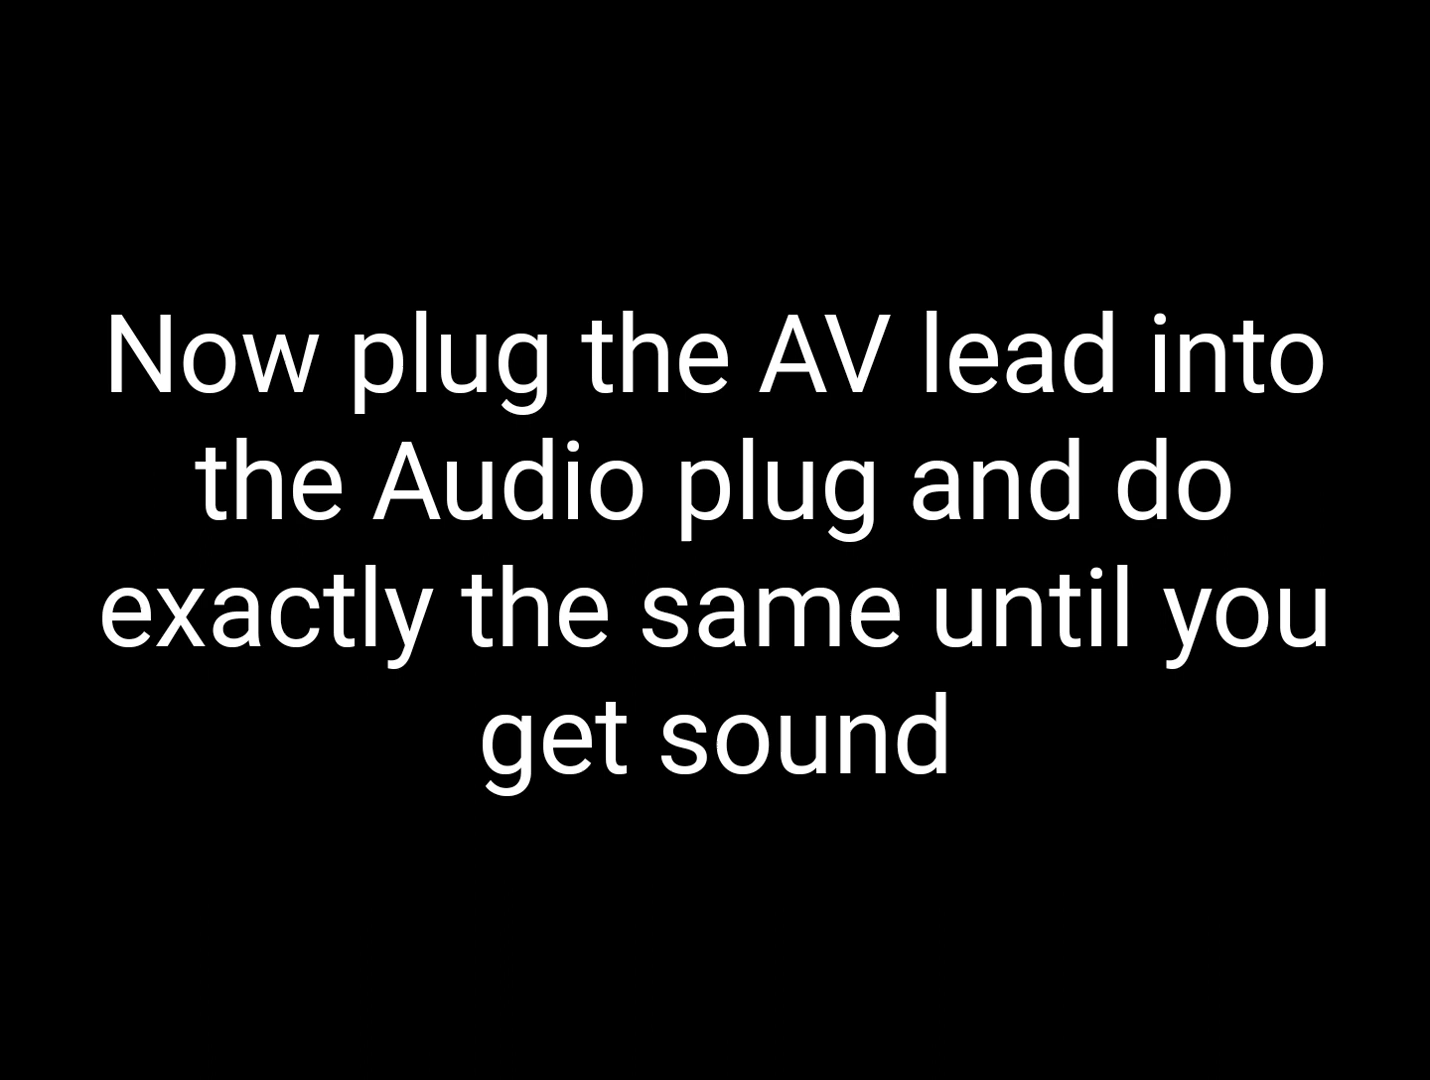 Now plug the AV lead into
the Audio plug and do
exactly the same until you
get sound